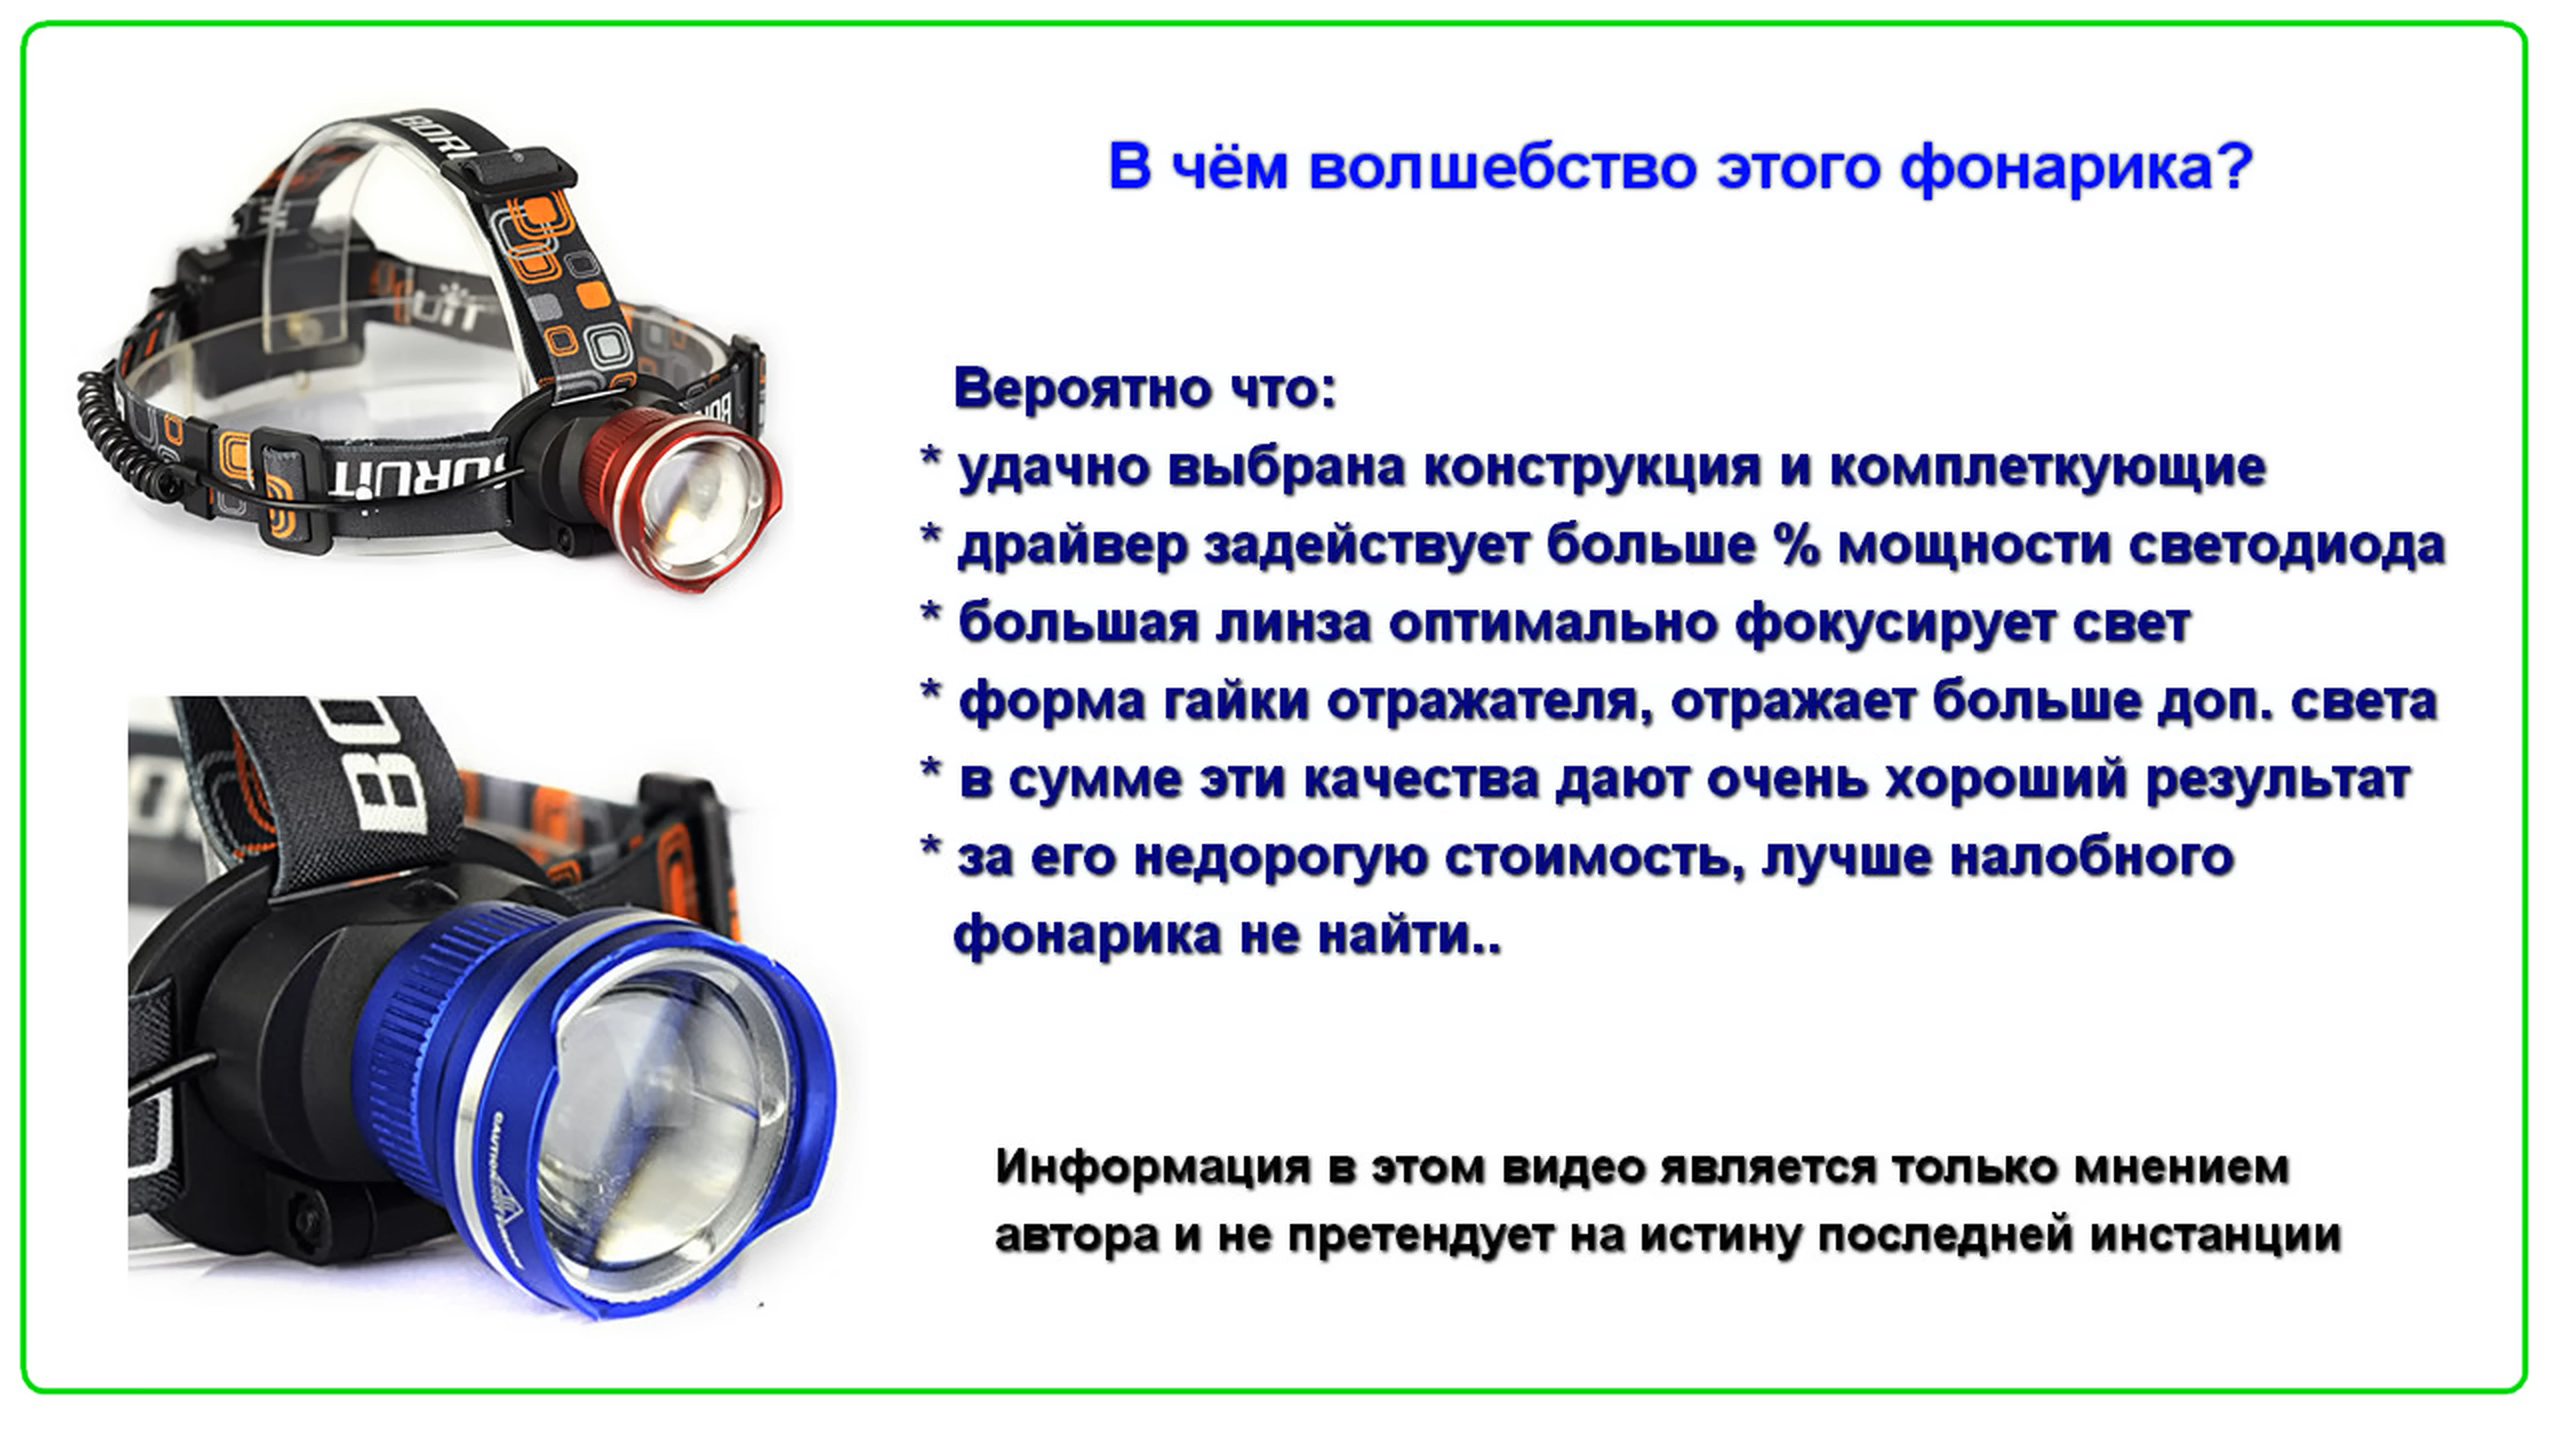 В чём волшебство этого фонарика?
Вероятно что:
* удачно выбрана конструкция и комплеткующие
* драйвер задействует больше % мощности светодиода
* большая линза оптимально фокусирует свет
* форма гайки отражателя, отражает больше доп. света
* в сумме эти качества дают очень хороший результат
* за его недорогую стоимость, лучше налобного
фонарика не найти..
Информация в этом видео является только мнением
автора и не претендует на истину последней инстанции
BORUIT